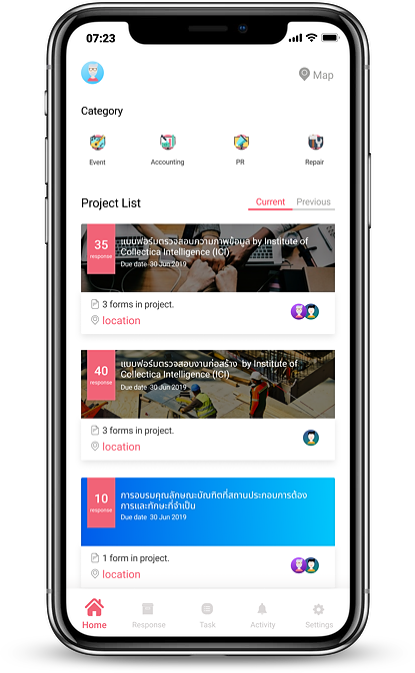 07:23
Map
Category
Event
Accounting
PR
Repair
Project List
Current
Previous
35
response
แบบฟอร์มตรวจสอบความภาพข้อมูล by Institute of
Collectica Intelligence (ICI)
Due date 30 Jun 2019
3 forms in project.
location
40
response
แบบฟอร์มตรวจสอบงานก่อสร้าง by Institute of
Collectica Intelligence (ICI)
Due date 30 Jun 2019
3 forms in project.
location
10
response
การอบรมคุณลักษณะบัณฑิตที่สถานประกอบการต้อง
การและทักษะที่จำเป็น
Due date 30 Jun 2019
1 form in project.
location
Home
Response
Task
Activity
Settings